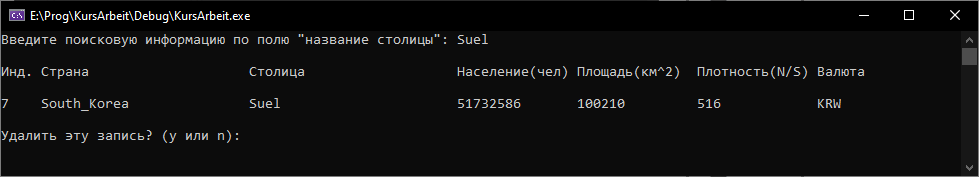 E:\Prog\KursArbeit\Debug\KursArbeit.exe
Введите поисковую информацию по полю "название столицы": Suel
Инд. Страна Столица Население(чел) Площадь(км^2) Плотность(N/S) Валюта
7 South_Korea Suel 51732586 100210 516 KRW
Удалить эту запись? (y или n):